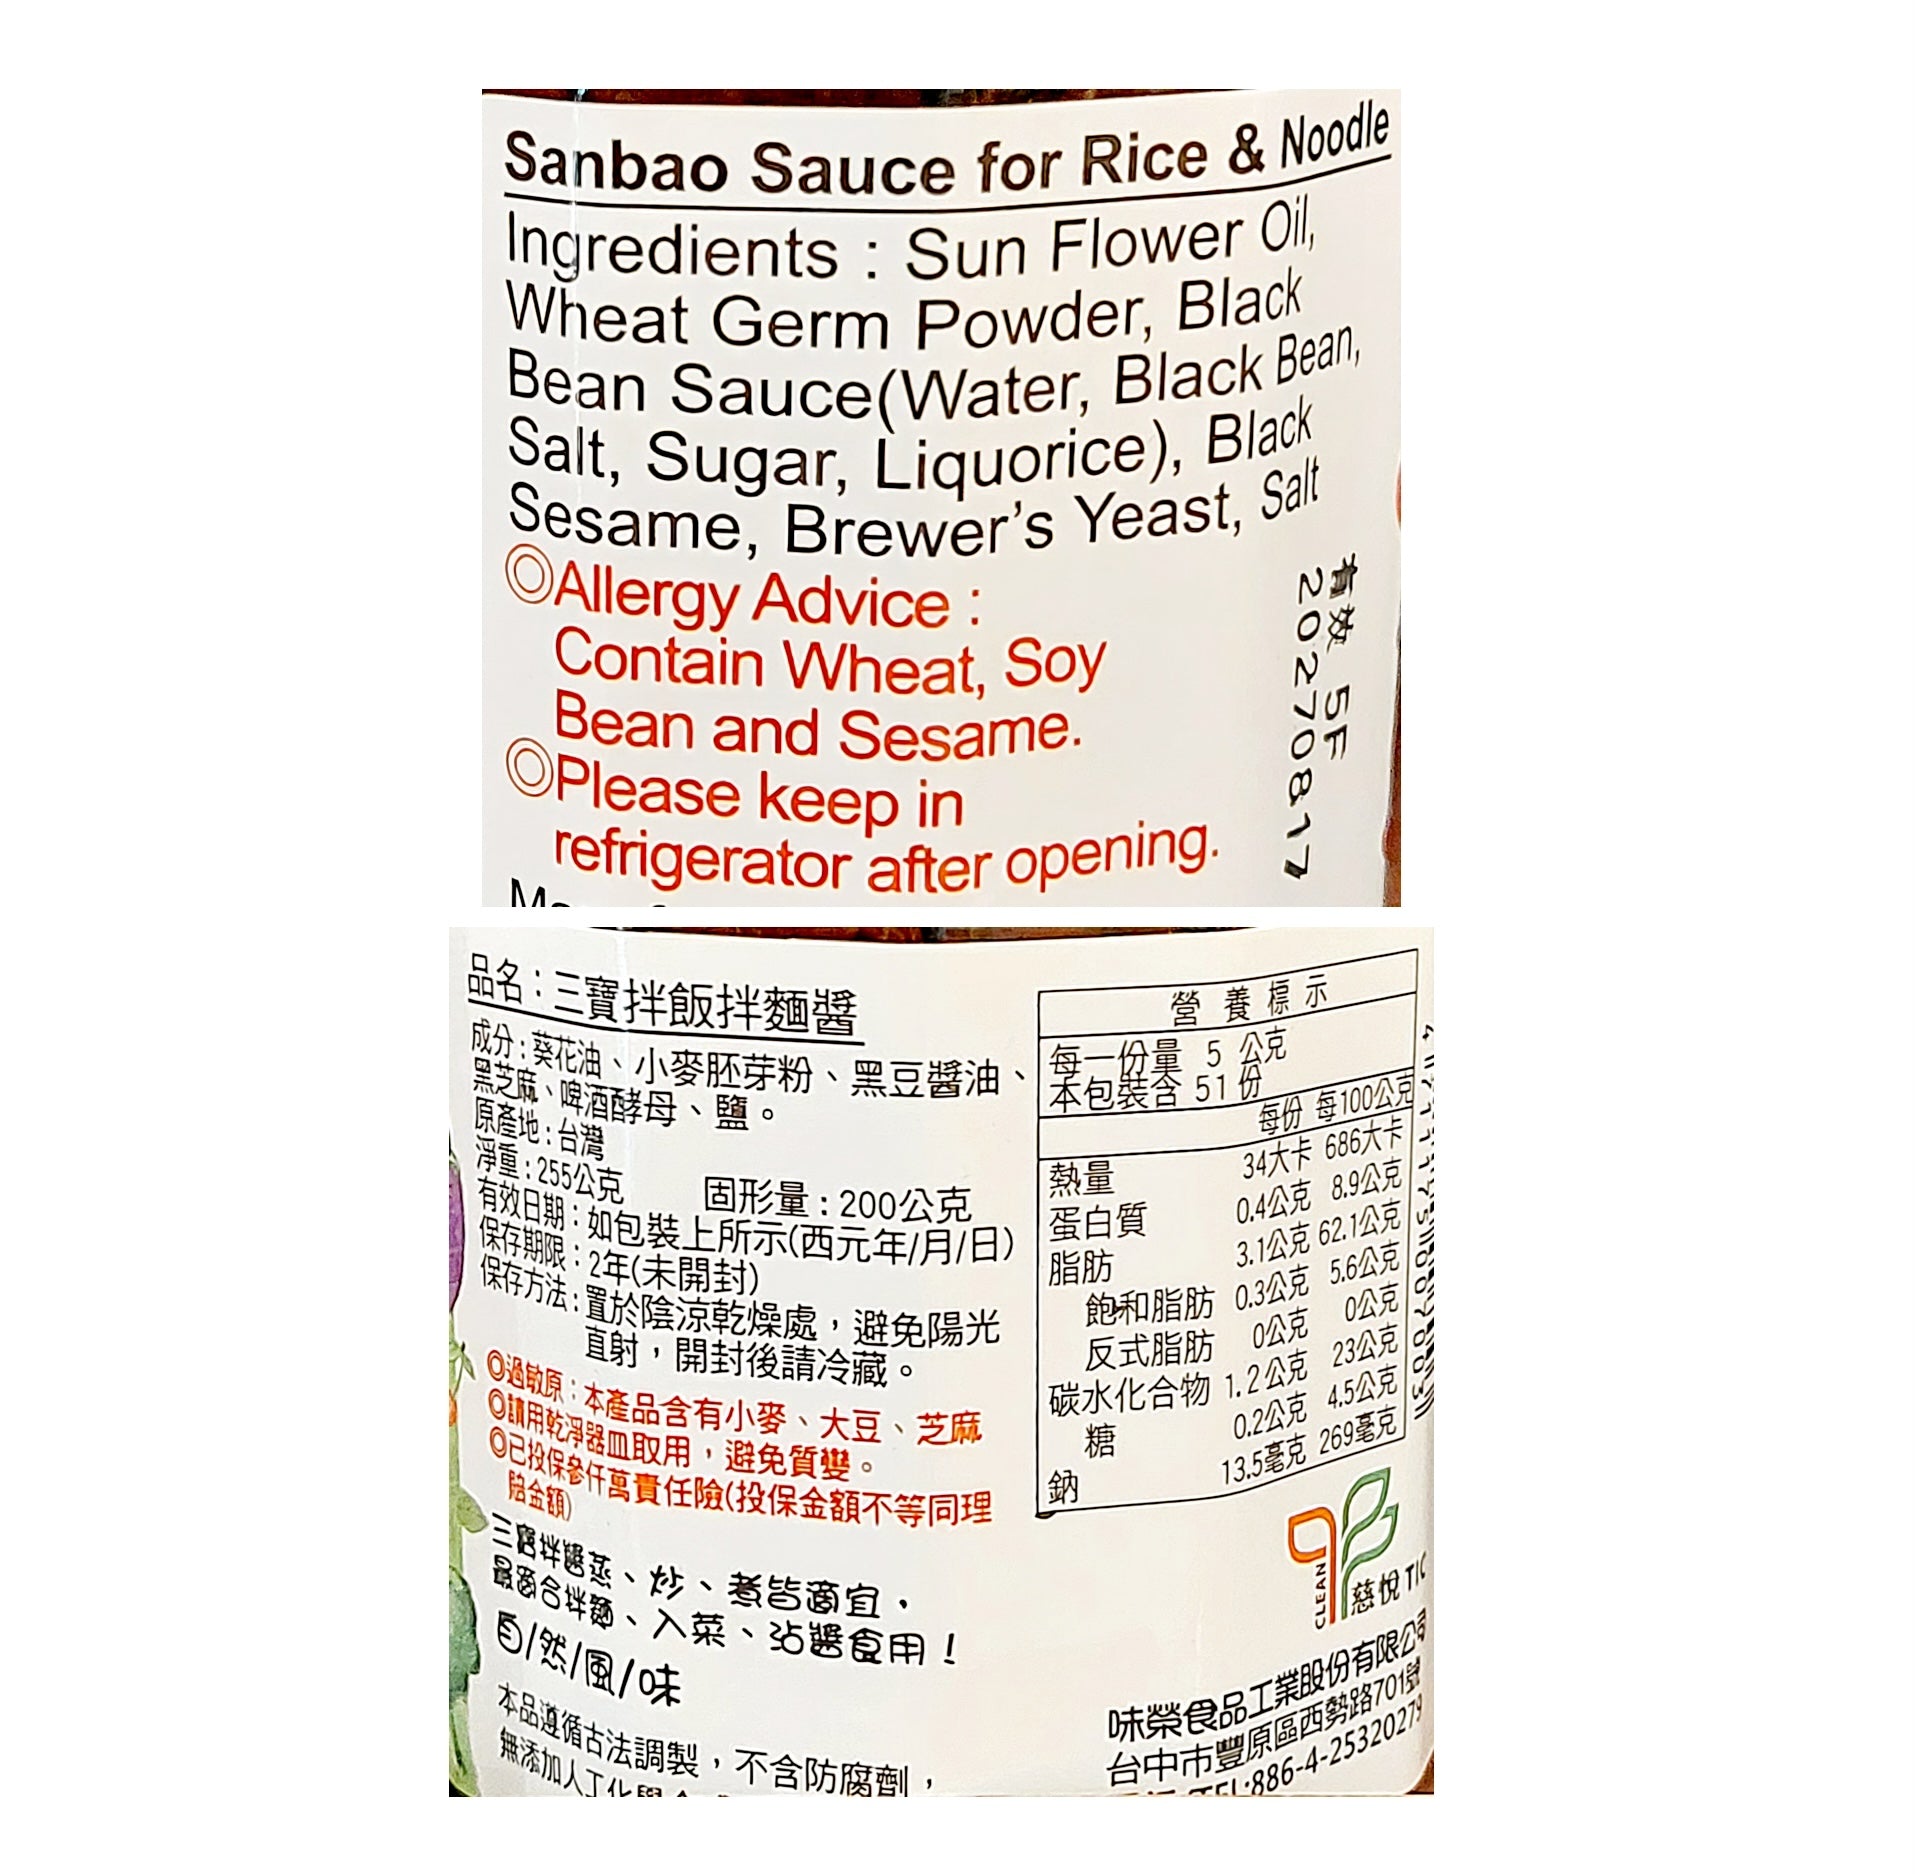 Sanbao Sauce for Rice & Noodle
Ingredients : Sun Flower Oil,
Wheat Germ Powder, Black
Bean Sauce(Water, Black Bean,
Salt, Sugar, Liquorice), Black
Sesame, Brewer's Yeast, Salt
◎Allergy Advice :
Contain Wheat, Soy
Bean and Sesame.
◎Please keep in
refrigerator after opening.
有效 5F
20270817
品名：三寶拌飯拌麵醬
成分：葵花油、小麥胚芽粉、黑豆醬油、
黑芝麻、啤酒酵母、鹽。
原產地：台灣
淨重：255公克 固形量：200公克
有效日期：如包裝上所示(西元年/月/日)
保存期限：2年(未開封)
保存方法：置於陰涼乾燥處，避免陽光
直射，開封後請冷藏。
◎過敏原：本產品含有小麥、大豆、芝麻
◎請用乾淨器皿取用，避免質變。
◎已投保參仟萬責任險(投保金額不等同理
賠金額)
三寶拌醬蒸、炒、煮皆適宜，
最適合拌麵、入菜、沾醬食用！
自/然/風/味
本品遵循古法調製，不含防腐劑，
無添加人工化學
營養標示
每一份量 5 公克
本包裝含 51 份
每份 每100公克
熱量 34大卡 686大卡
蛋白質 0.4公克 8.9公克
脂肪 3.1公克 62.1公克
飽和脂肪 0.3公克 5.6公克
反式脂肪 0公克 0公克
碳水化合物 1.2公克 23公克
糖 0.2公克 4.5公克
鈉 13.5毫克 269毫克
CLEAN 慈悅 TIC
味榮食品工業股份有限公司
台中市豐原區西勢路701號
TEL:886-4-25320279